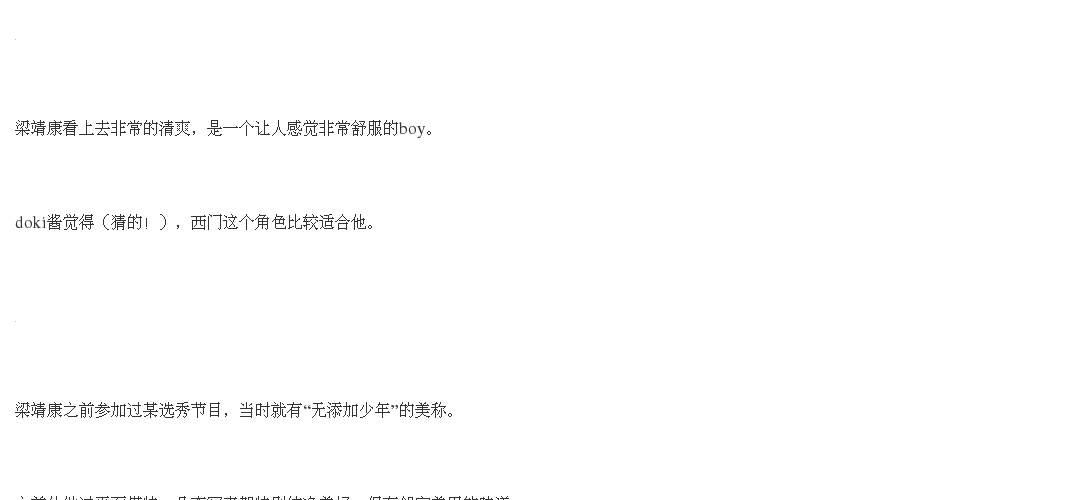 梁靖康看上去非常的清爽，是一个让人感觉非常舒服的boy。
doki酱觉得（猜的！），西门这个角色比较适合他。
梁靖康之前参加过某选秀节目，当时就有“无添加少年”的美称。